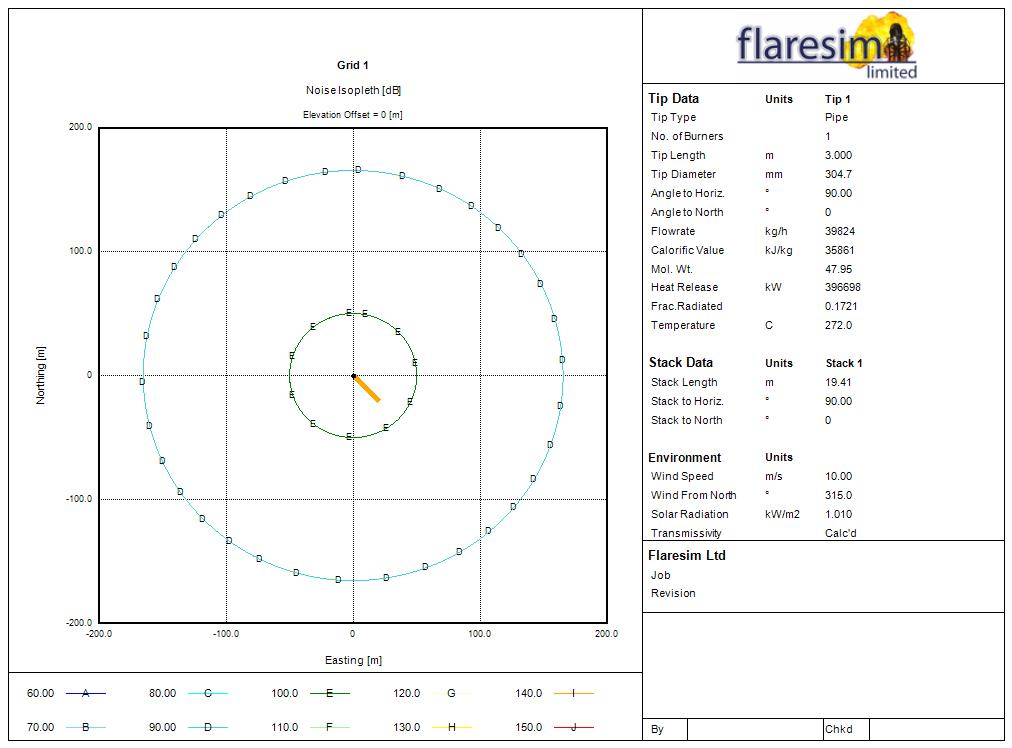 Grid 1
Noise Isopleth [dB]
Elevation Offset = 0 [m]
200.0
100.0
0
-100.0
-200.0
Northing [m]
-200.0 -100.0 0 100.0 200.0
Easting [m]
D D D D D D D D D D D D D D D D D D D D D D D D D D D D D D D D D D
E E E E E E E E E E E E E
60.00 A 80.00 C 100.0 E 120.0 G 140.0 I
70.00 B 90.00 D 110.0 F 130.0 H 150.0 J
flaresim
limited
Tip Data Units Tip 1
Tip Type Pipe
No. of Burners 1
Tip Length m 3.000
Tip Diameter mm 304.7
Angle to Horiz. ° 90.00
Angle to North ° 0
Flowrate kg/h 39824
Calorific Value kJ/kg 35861
Mol. Wt. 47.95
Heat Release kW 396698
Frac.Radiated 0.1721
Temperature C 272.0
Stack Data Units Stack 1
Stack Length m 19.41
Stack to Horiz. ° 90.00
Stack to North ° 0
Environment Units
Wind Speed m/s 10.00
Wind From North ° 315.0
Solar Radiation kW/m2 1.010
Transmissivity Calc'd
Flaresim Ltd
Job
Revision
By Chkd